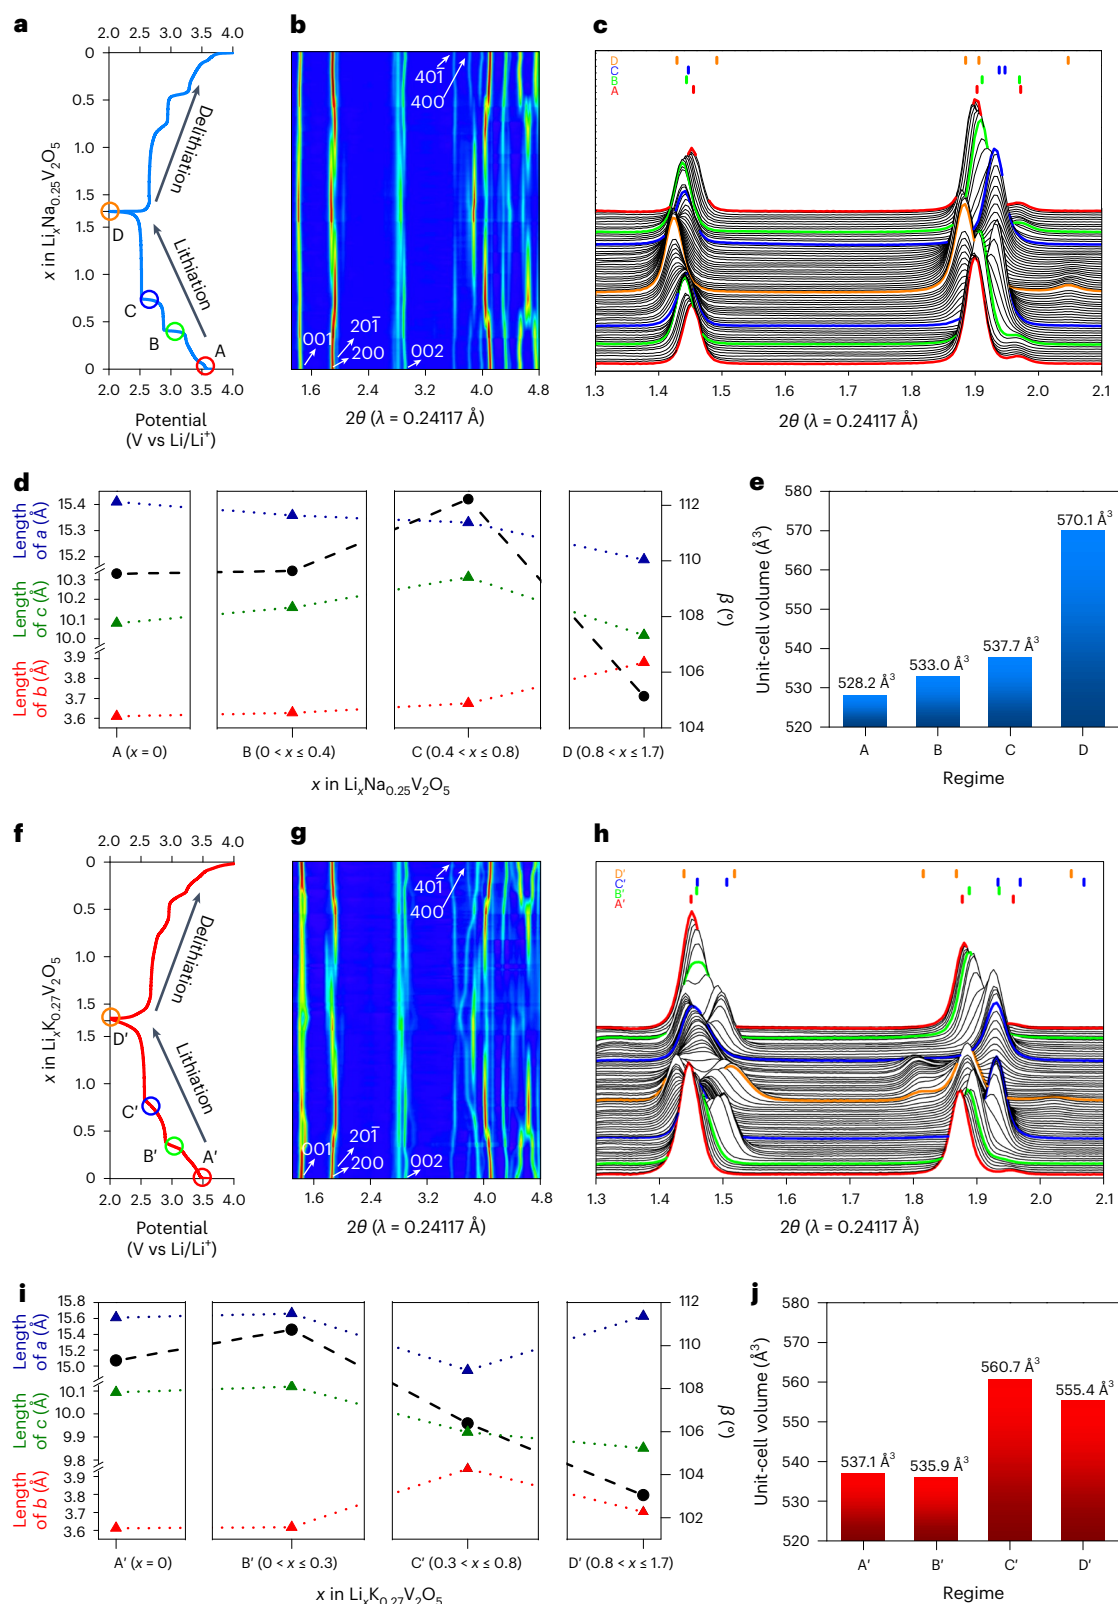 a
2.0 2.5 3.0 3.5 4.0
0
0.5
1.0
1.5
1.5
1.0
0.5
0
x in LixNa0.25V2O5
Delithiation
Lithiation
D
C
B
A
2.0 2.5 3.0 3.5 4.0
Potential
(V vs Li/Li⁺)
b
401̄
400
001
201̄
200
002
1.6 2.4 3.2 4.0 4.8
2θ (λ = 0.24117 Å)
c
D
C
B
A
1.3 1.4 1.5 1.6 1.7 1.8 1.9 2.0 2.1
2θ (λ = 0.24117 Å)
d
Length
of a (Å)
Length
of c (Å)
Length
of b (Å)
15.4
15.3
15.2
10.3
10.1
10.0
3.9
3.8
3.7
3.6
112
110
108
106
104
β (°)
A (x = 0)
B (0 < x ≤ 0.4)
C (0.4 < x ≤ 0.8)
D (0.8 < x ≤ 1.7)
x in LixNa0.25V2O5
e
Unit-cell volume (Å³)
580
570
560
550
540
530
520
528.2 Å³
533.0 Å³
537.7 Å³
570.1 Å³
A B C D
Regime
f
2.0 2.5 3.0 3.5 4.0
0
0.5
1.0
1.5
1.5
1.0
0.5
0
x in LixK0.27V2O5
Delithiation
Lithiation
D′
C′
B′
A′
2.0 2.5 3.0 3.5 4.0
Potential
(V vs Li/Li⁺)
g
401̄
400
001
201̄
200
002
1.6 2.4 3.2 4.0 4.8
2θ (λ = 0.24117 Å)
h
D′
C′
B′
A′
1.3 1.4 1.5 1.6 1.7 1.8 1.9 2.0 2.1
2θ (λ = 0.24117 Å)
i
Length
of a (Å)
Length
of c (Å)
Length
of b (Å)
15.8
15.6
15.4
15.0
10.1
10.0
9.9
9.8
3.9
3.8
3.7
3.6
112
110
108
106
104
102
β (°)
A′ (x = 0)
B′ (0 < x ≤ 0.3)
C′ (0.3 < x ≤ 0.8)
D′ (0.8 < x ≤ 1.7)
x in LixK0.27V2O5
j
Unit-cell volume (Å³)
580
570
560
550
540
530
520
537.1 Å³
535.9 Å³
560.7 Å³
555.4 Å³
A′ B′ C′ D′
Regime